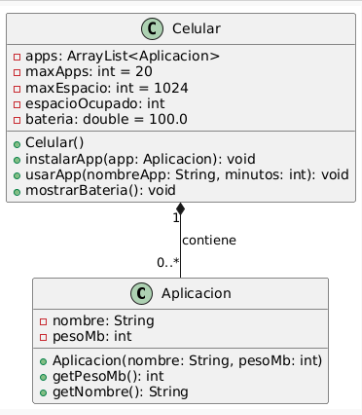 C Celular
apps: ArrayList<Aplicacion>
maxApps: int = 20
maxEspacio: int = 1024
espacioOcupado: int
bateria: double = 100.0
Celular()
instalarApp(app: Aplicacion): void
usarApp(nombreApp: String, minutos: int): void
mostrarBateria(): void
1
contiene
0..*
C Aplicacion
nombre: String
pesoMb: int
Aplicacion(nombre: String, pesoMb: int)
getPesoMb(): int
getNombre(): String